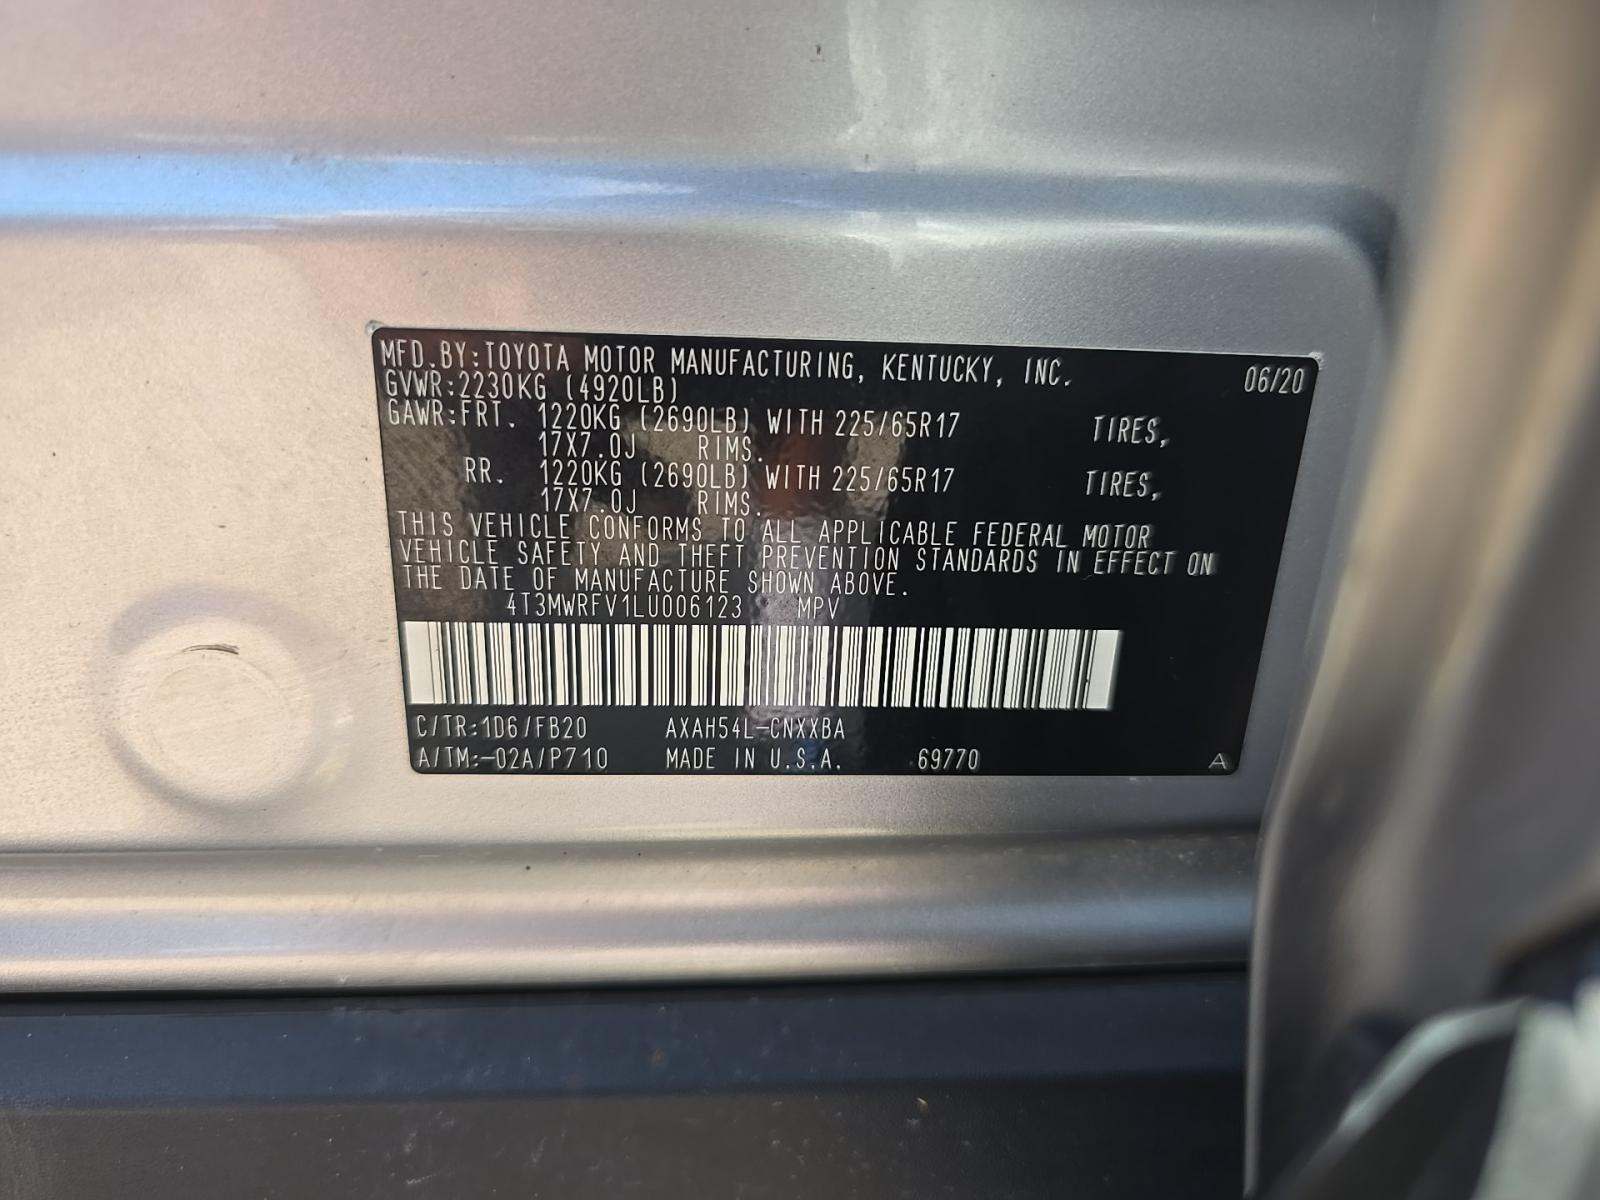 MFD.BY:TOYOTA MOTOR MANUFACTURING, KENTUCKY, INC. 06/20
GVWR:2230KG (4920LB)
GAWR:FRT. 1220KG (2690LB) WITH 225/65R17 TIRES,
17X7.0J RIMS.
RR. 1220KG (2690LB) WITH 225/65R17 TIRES,
17X7.0J RIMS.
THIS VEHICLE CONFORMS TO ALL APPLICABLE FEDERAL MOTOR
VEHICLE SAFETY AND THEFT PREVENTION STANDARDS IN EFFECT ON
THE DATE OF MANUFACTURE SHOWN ABOVE.
4T3MWRFV1LU006123 MPV
C/TR:1D6/FB20 AXAH54L-CNXXBA
A/TM:-02A/P710 MADE IN U.S.A. 69770 A